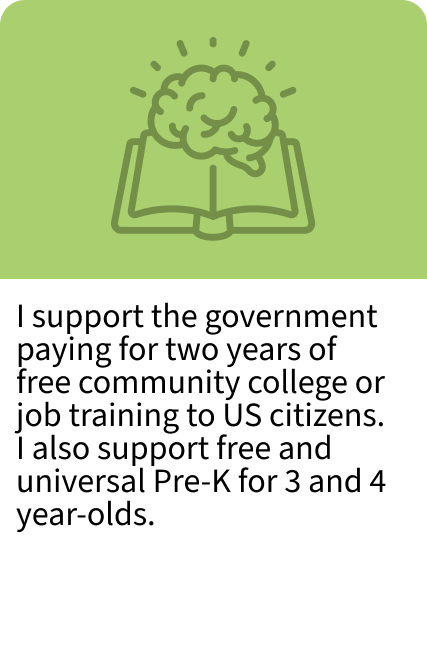 I support the government
paying for two years of
free community college or
job training to US citizens.
I also support free and
universal Pre-K for 3 and 4
year-olds.